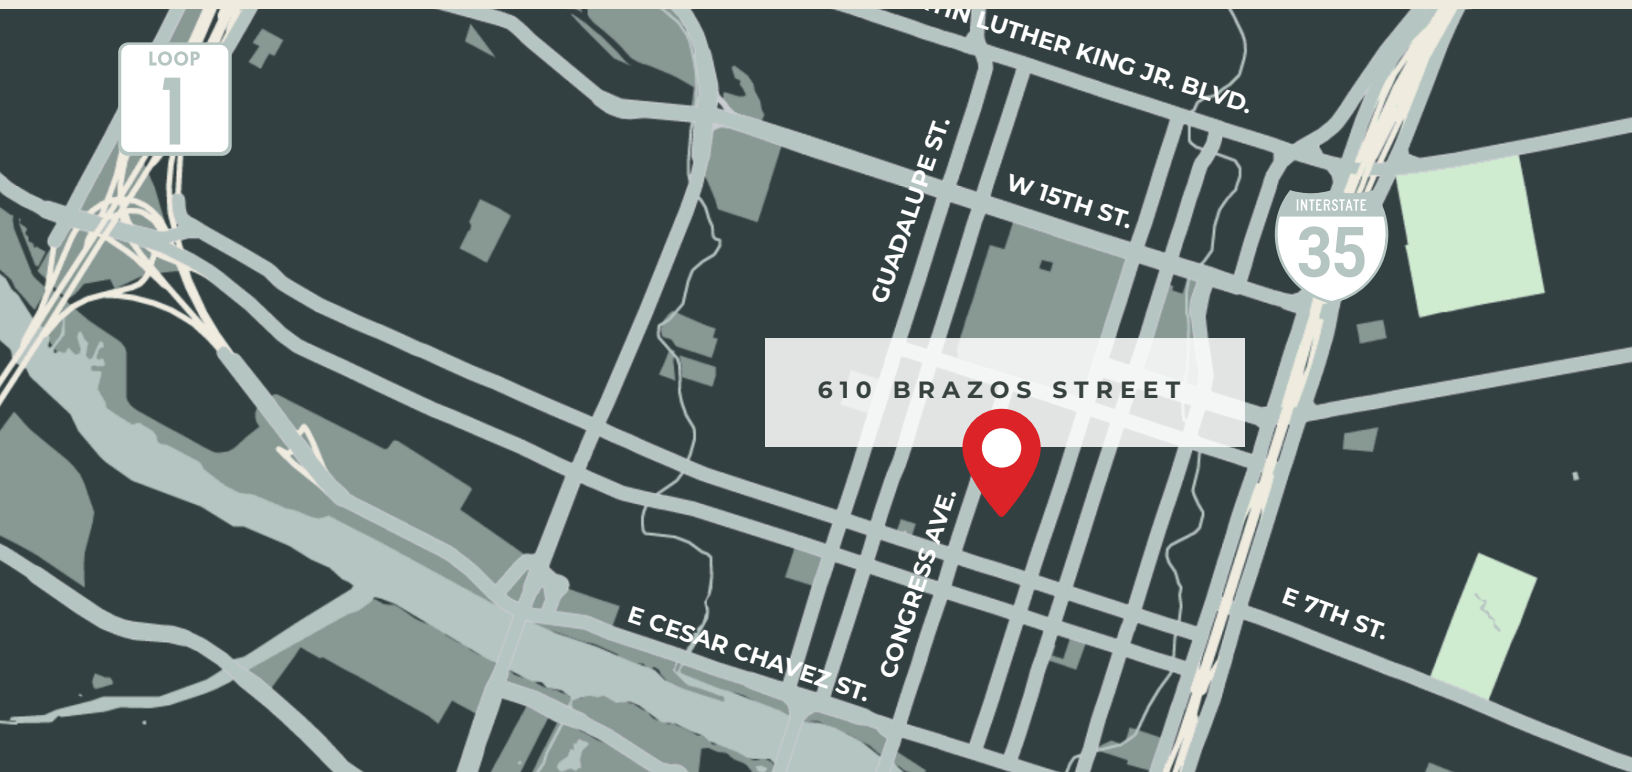 LUTHER KING JR. BLVD.
LOOP
1
GUADALUPE ST.
W 15TH ST.
INTERSTATE
35
610 BRAZOS STREET
CONGRESS AVE.
E 7TH ST.
E CESAR CHAVEZ ST.